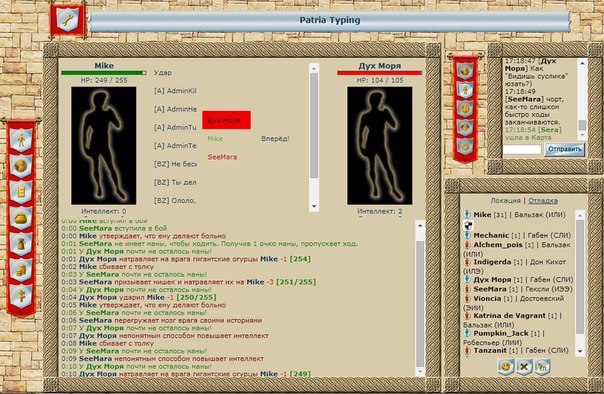 Patria Typing
Mike
HP: 249 / 255
Интеллект: 0
Удар
[A] AdminKil
[A] AdminHe
[A] AdminTu
[A] AdminTe
[BZ] Не бесь
[BZ] Ты дел
[BZ] Ололо,
Дух Моря
Mike
SeeMara
Вперёд!
Дух Моря
HP: 104 / 105
Интеллект: 2
0:00 Mike вступил в бой
0:00 SeeMara вступила в бой
0:00 Mike утверждает, что ему делают больно
0:01 SeeMara не имеет маны, чтобы ходить. Получив 1 очко маны, пропускает ход.
0:01 У Дух Моря почти не осталось маны!
0:01 Дух Моря натравляет на врага гигантские огурцы Mike -1 [254]
0:02 Mike сбивает с толку
0:03 У SeeMara почти не осталось маны!
0:03 SeeMara призывает мишек и натравляет их на Mike -3 [251/255]
0:04 У Дух Моря почти не осталось маны!
0:04 Дух Моря ударил Mike -1 [250/255]
0:05 Mike утверждает, что ему делают больно
0:06 У SeeMara почти не осталось маны!
0:06 SeeMara перегружает мозг врага своими историями
0:07 У Дух Моря почти не осталось маны!
0:07 Дух Моря непонятным способом повышает интеллект
0:08 Mike сбивает с толку
0:09 У SeeMara почти не осталось маны!
0:09 SeeMara непонятным способом повышает интеллект
0:10 У Дух Моря почти не осталось маны!
0:10 Дух Моря натравляет на врага гигантские огурцы Mike -1 [249]
17:18:47 [Дух
Моря] Как
"Видишь суслика"
юзать?)
17:18:49
[SeeMara] чорт,
как-то слишком
быстро ходы
заканчиваются.
17:18:54 [Sera]
ушла в Карта
Отправить
Локация | Отладка
Mike [31] | Бальзак (ИЛИ)
Mechanic [1] | Габен (СЛИ)
Alchem_pois [1] | Бальзак
(ИЛИ)
Indigerda [1] | Дон Кихот
(ИЛЭ)
Дух Моря [1] | Габен (СЛИ)
SeeMara [1] | Гексли (ИЭЭ)
Vioncia [1] | Достоевский
(ЭИИ)
Katrina de Vagrant [1] |
Бальзак (ИЛИ)
Pumpkin_Jack [1] |
Робеспьер (ЛИИ)
Tanzanit [1] | Габен (СЛИ)